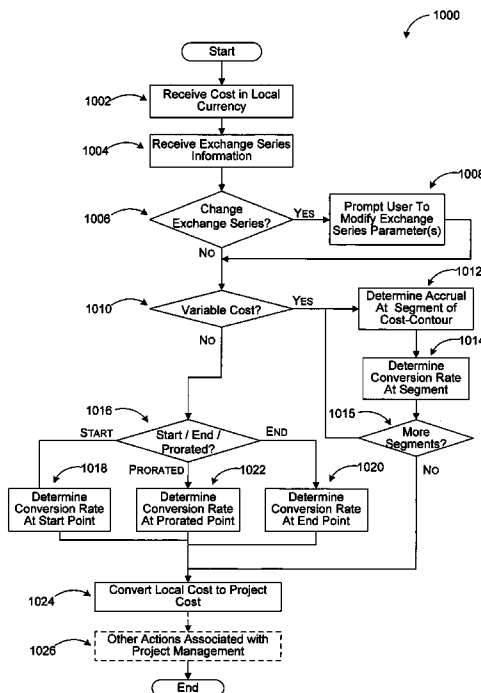 1000
Start
1002
Receive Cost in Local
Currency
1004
Receive Exchange Series
Information
1006
Change
Exchange Series?
YES
NO
1008
Prompt User To
Modify Exchange
Series Parameter(s)
1010
Variable Cost?
YES
NO
1012
Determine Accrual
At Segment of
Cost-Contour
1014
Determine
Conversion Rate
At Segment
1015
More
Segments?
NO
1016
Start / End /
Prorated?
START
END
PRORATED
1018
Determine
Conversion Rate
At Start Point
1022
Determine
Conversion Rate
At Prorated Point
1020
Determine
Conversion Rate
At End Point
1024
Convert Local Cost to Project
Cost
1026
Other Actions Associated with
Project Management
End